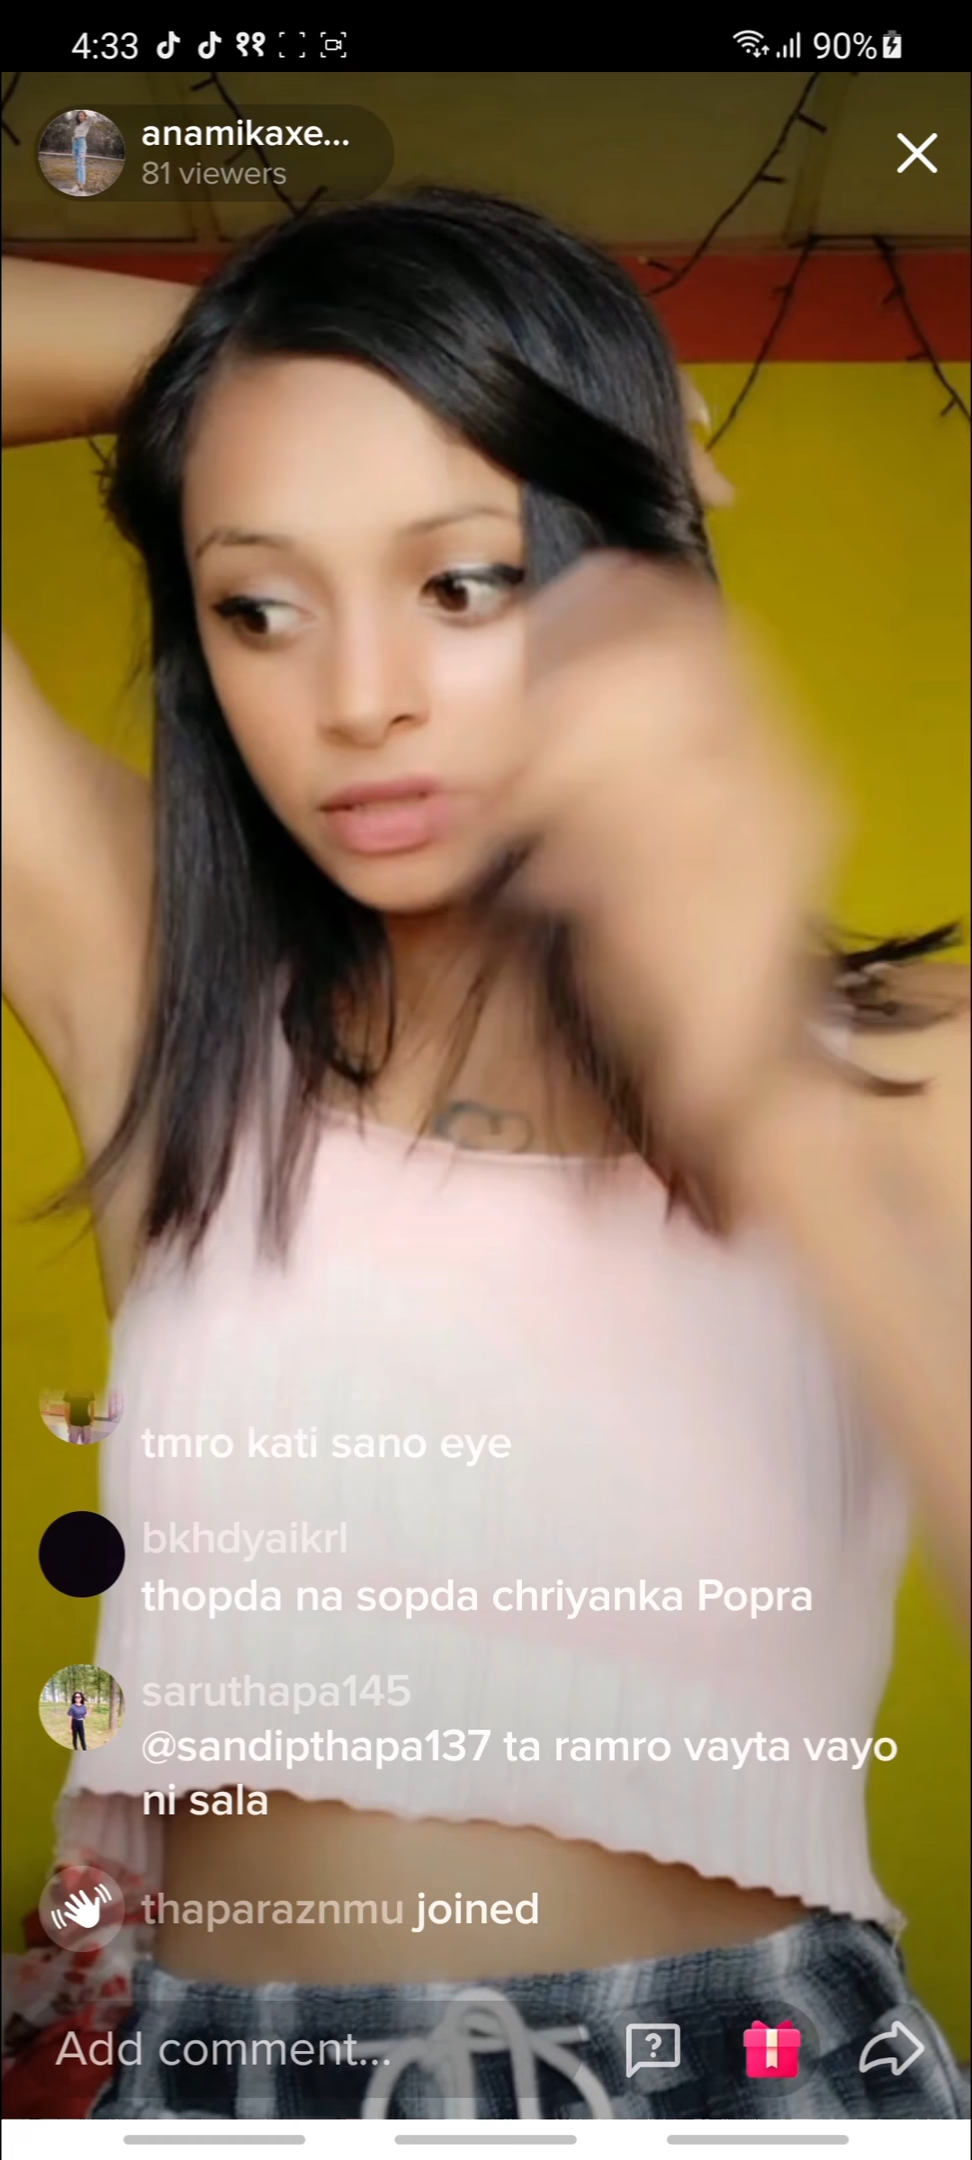 4:33 ११ 90%
anamikaxe...
81 viewers
tmro kati sano eye
bkhdyaikrl
thopda na sopda chriyanka Popra
saruthapa145
@sandipthapa137 ta ramro vayta vayo
ni sala
thaparaznmu joined
Add comment...
?